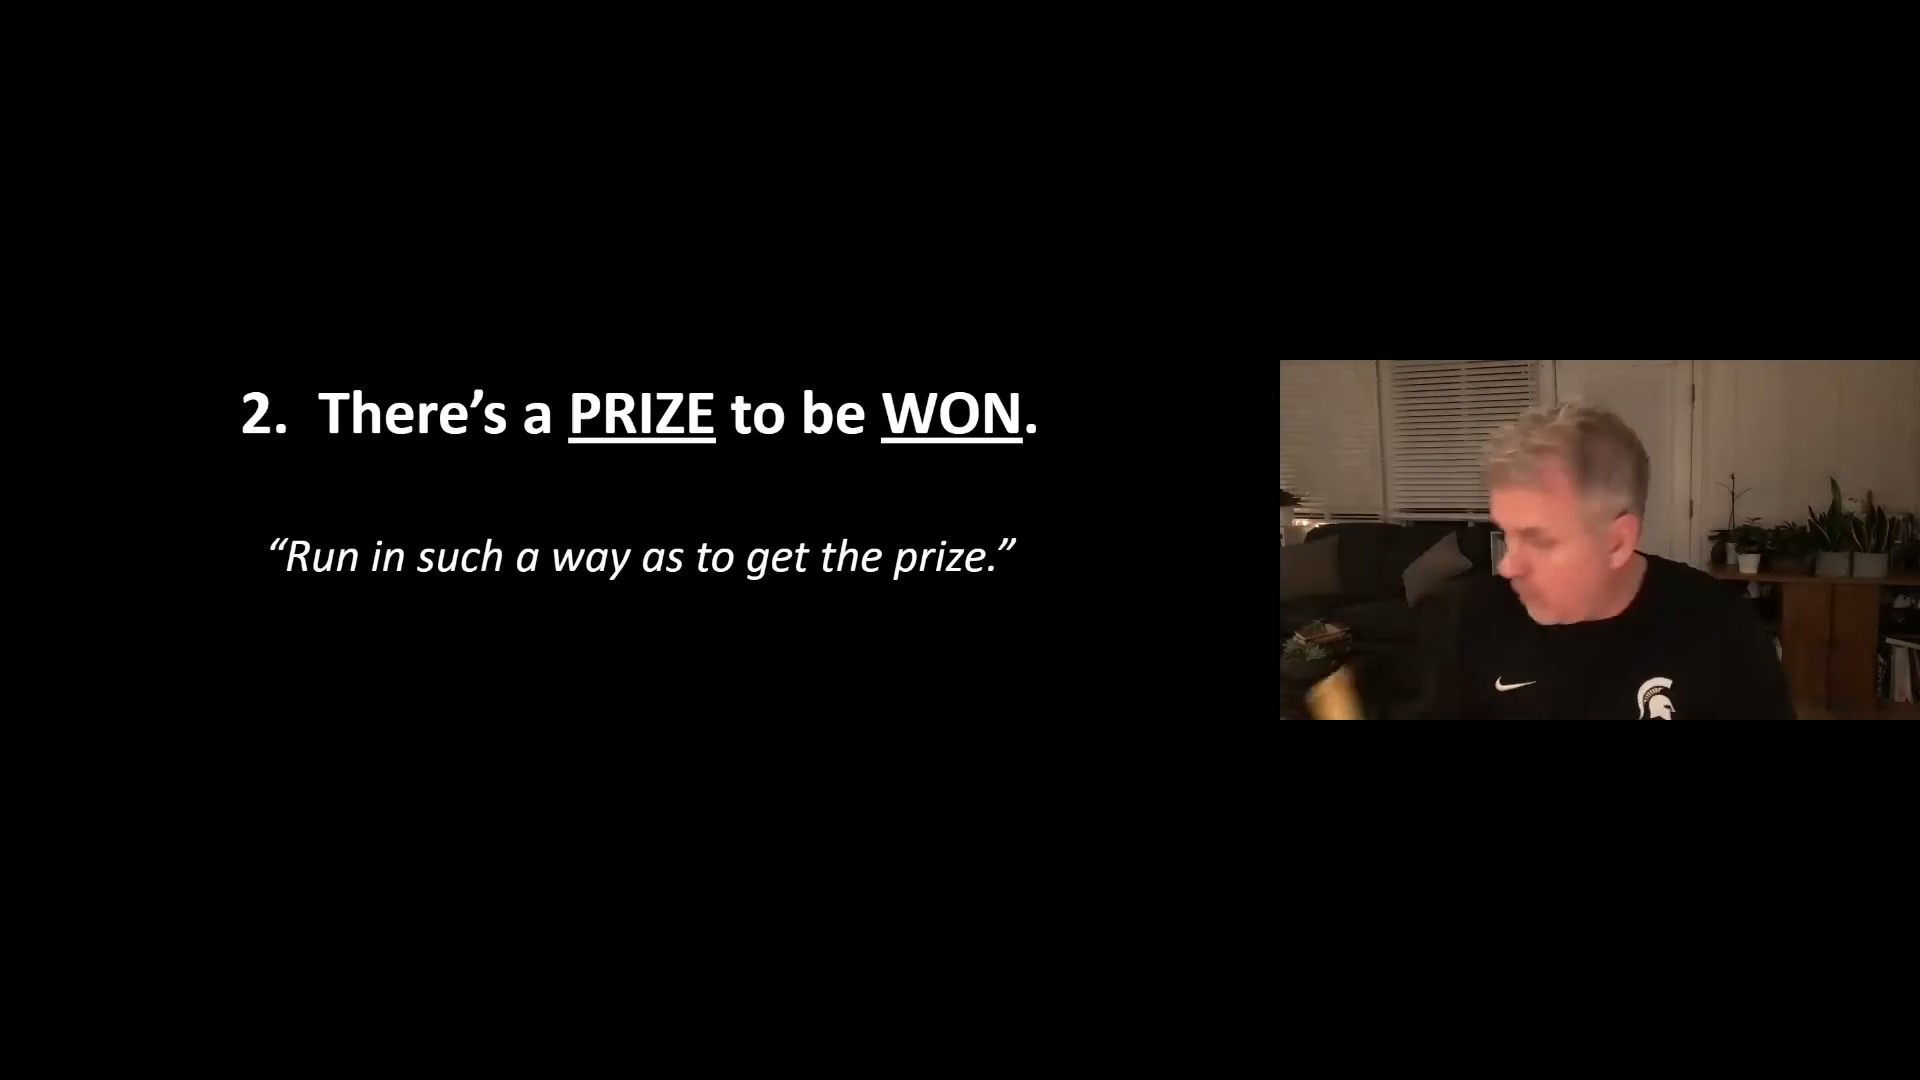 2. There’s a PRIZE to be WON.
“Run in such a way as to get the prize.”